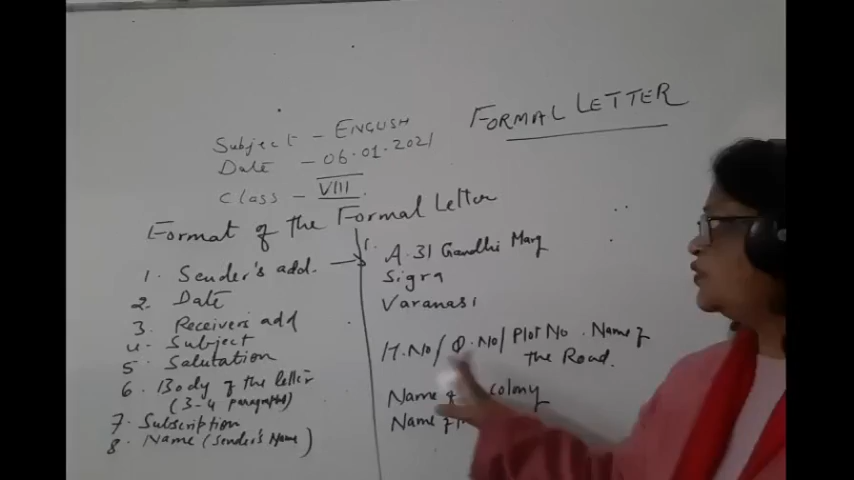 FORMAL LETTER
Subject - ENGLISH
Date - 06.01.2021
Class - VIII
Format of the Formal Letter
1. Sender's add.
2. Date
3. Receivers add
4. Subject
5. Salutation
6. Body of the letter
(3-4 paragraphs)
7. Subscription
8. Name (Sender's Name)
1. A.31 Gandhi Marg
Sigra
Varanasi
H.No/ Q.No/ Plot No. Name of
the Road.
Name of colony
Name of